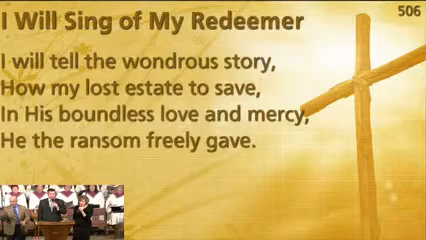 I Will Sing of My Redeemer
506
I will tell the wondrous story,
How my lost estate to save,
In His boundless love and mercy,
He the ransom freely gave.